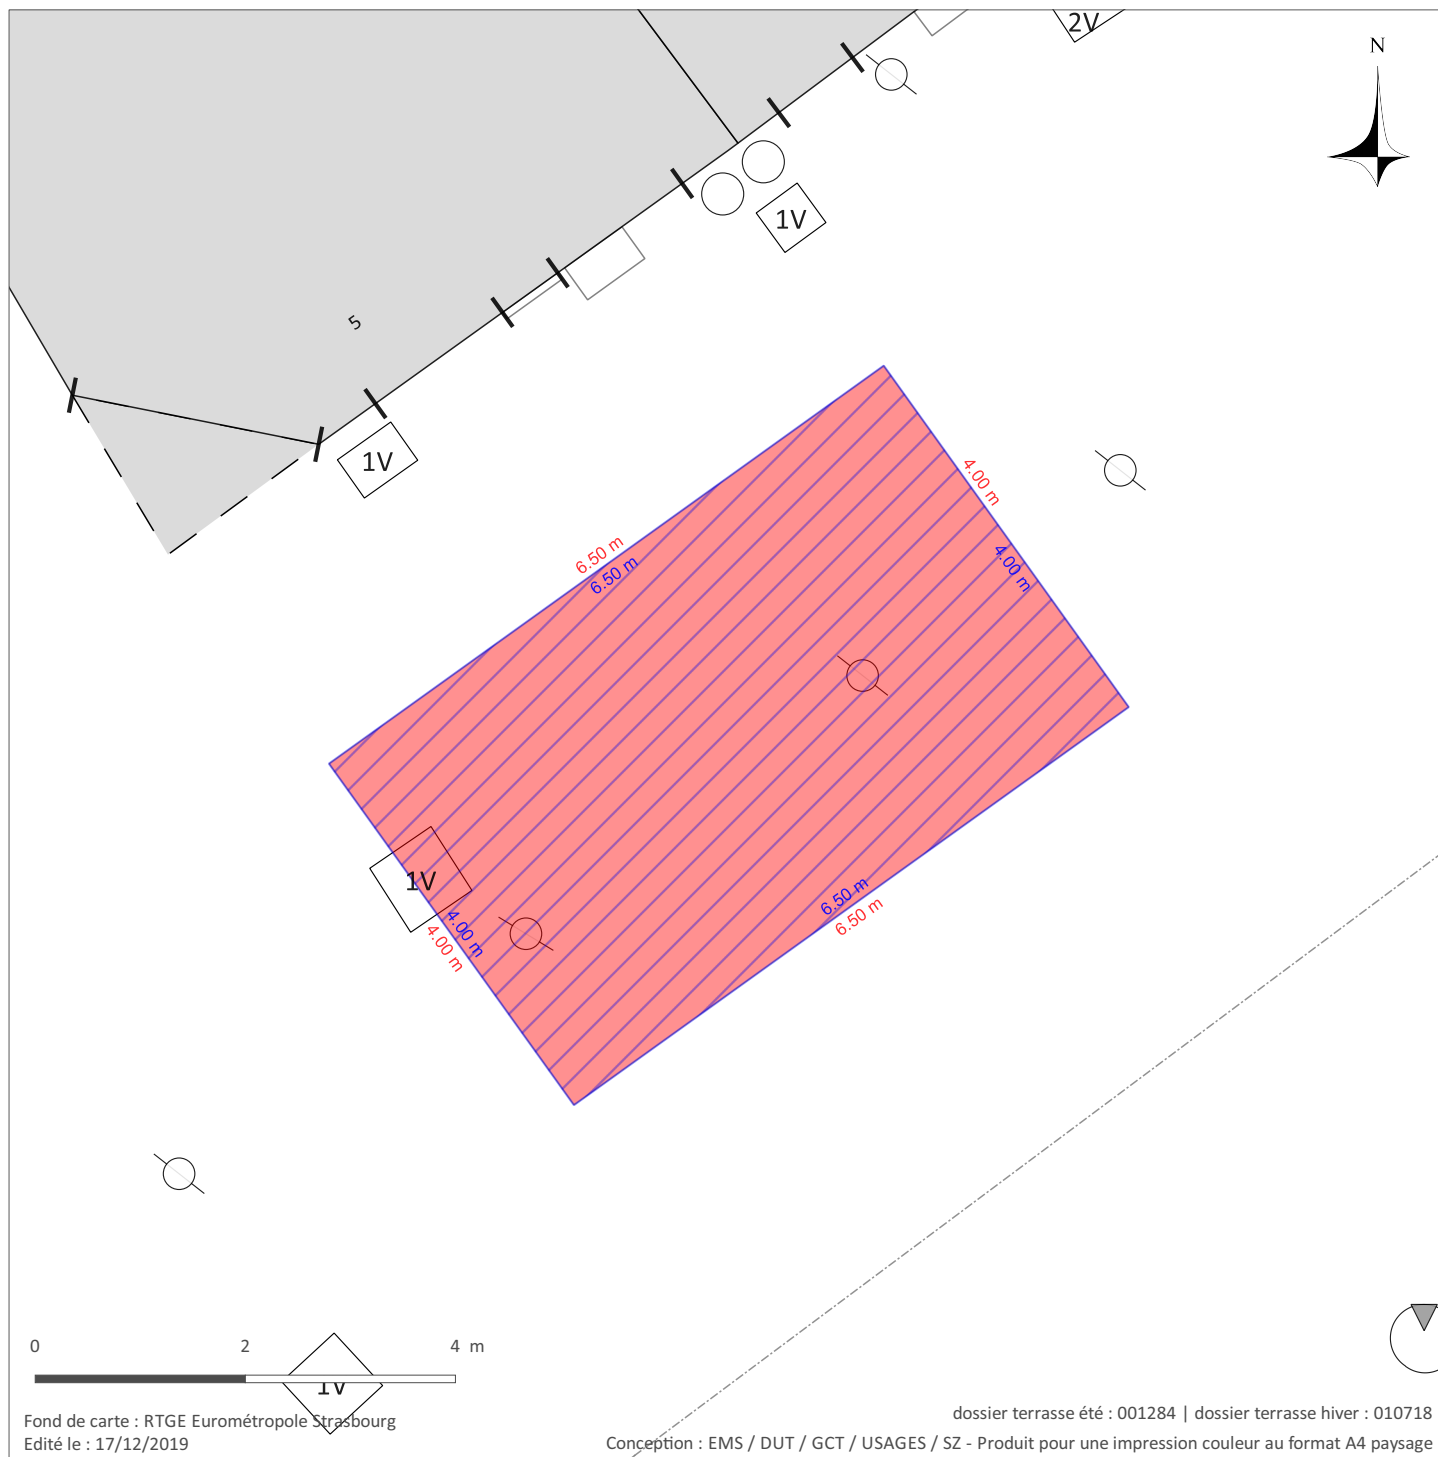 2V
N
1V
5
1V
4.00 m
6.50 m
6.50 m
4.00 m
1V
6.50 m
4.00 m
4.00 m
6.50 m
0 2 4 m
1V
Fond de carte : RTGE Eurométropole Strasbourg
Edité le : 17/12/2019
dossier terrasse été : 001284 | dossier terrasse hiver : 010718
Conception : EMS / DUT / GCT / USAGES / SZ - Produit pour une impression couleur au format A4 paysage